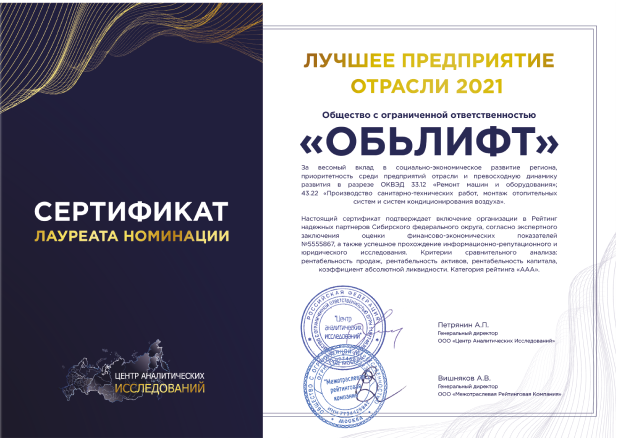 СЕРТИФИКАТ
ЛАУРЕАТА НОМИНАЦИИ
ЦЕНТР АНАЛИТИЧЕСКИХ
ИССЛЕДОВАНИЙ
ЛУЧШЕЕ ПРЕДПРИЯТИЕ
ОТРАСЛИ 2021
Общество с ограниченной ответственностью
«ОБЬЛИФТ»
За весомый вклад в социально-экономическое развитие региона,
приоритетность среди предприятий отрасли и превосходную динамику
развития в разрезе ОКВЭД 33.12 «Ремонт машин и оборудования»;
43.22 «Производство санитарно-технических работ, монтаж отопительных
систем и систем кондиционирования воздуха».
Настоящий сертификат подтверждает включение организации в Рейтинг
надежных партнеров Сибирского федерального округа, согласно экспертного
заключения оценки финансово-экономических показателей
№5555867, а также успешное прохождение информационно-репутационного и
юридического исследования. Критерии сравнительного анализа:
рентабельность продаж, рентабельность активов, рентабельность капитала,
коэффициент абсолютной ликвидности. Категория рейтинга «ААА».
РОССИЙСКАЯ ФЕДЕРАЦИЯ
"Центр
аналитических
исследований"
Петрянин А.П.
Генеральный директор
ООО «Центр Аналитических Исследований»
"Межотраслевая
рейтинговая
компания"
МОСКВА
Вишняков А.В.
Генеральный директор
ООО «Межотраслевая Рейтинговая Компания»